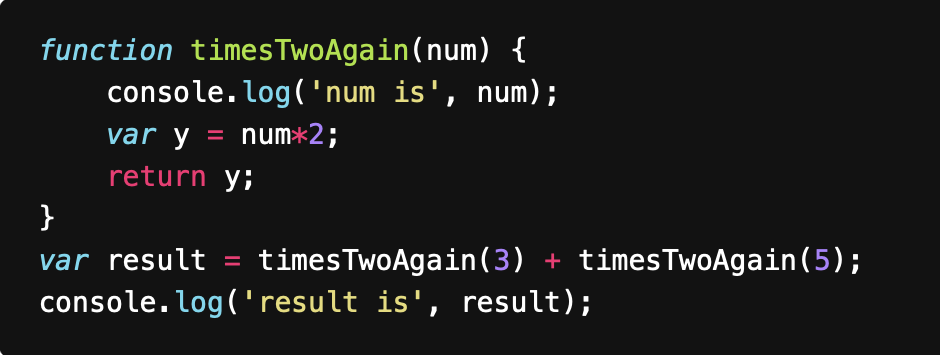 function timesTwoAgain(num) {
    console.log('num is', num);
    var y = num*2;
    return y;
}
var result = timesTwoAgain(3) + timesTwoAgain(5);
console.log('result is', result);